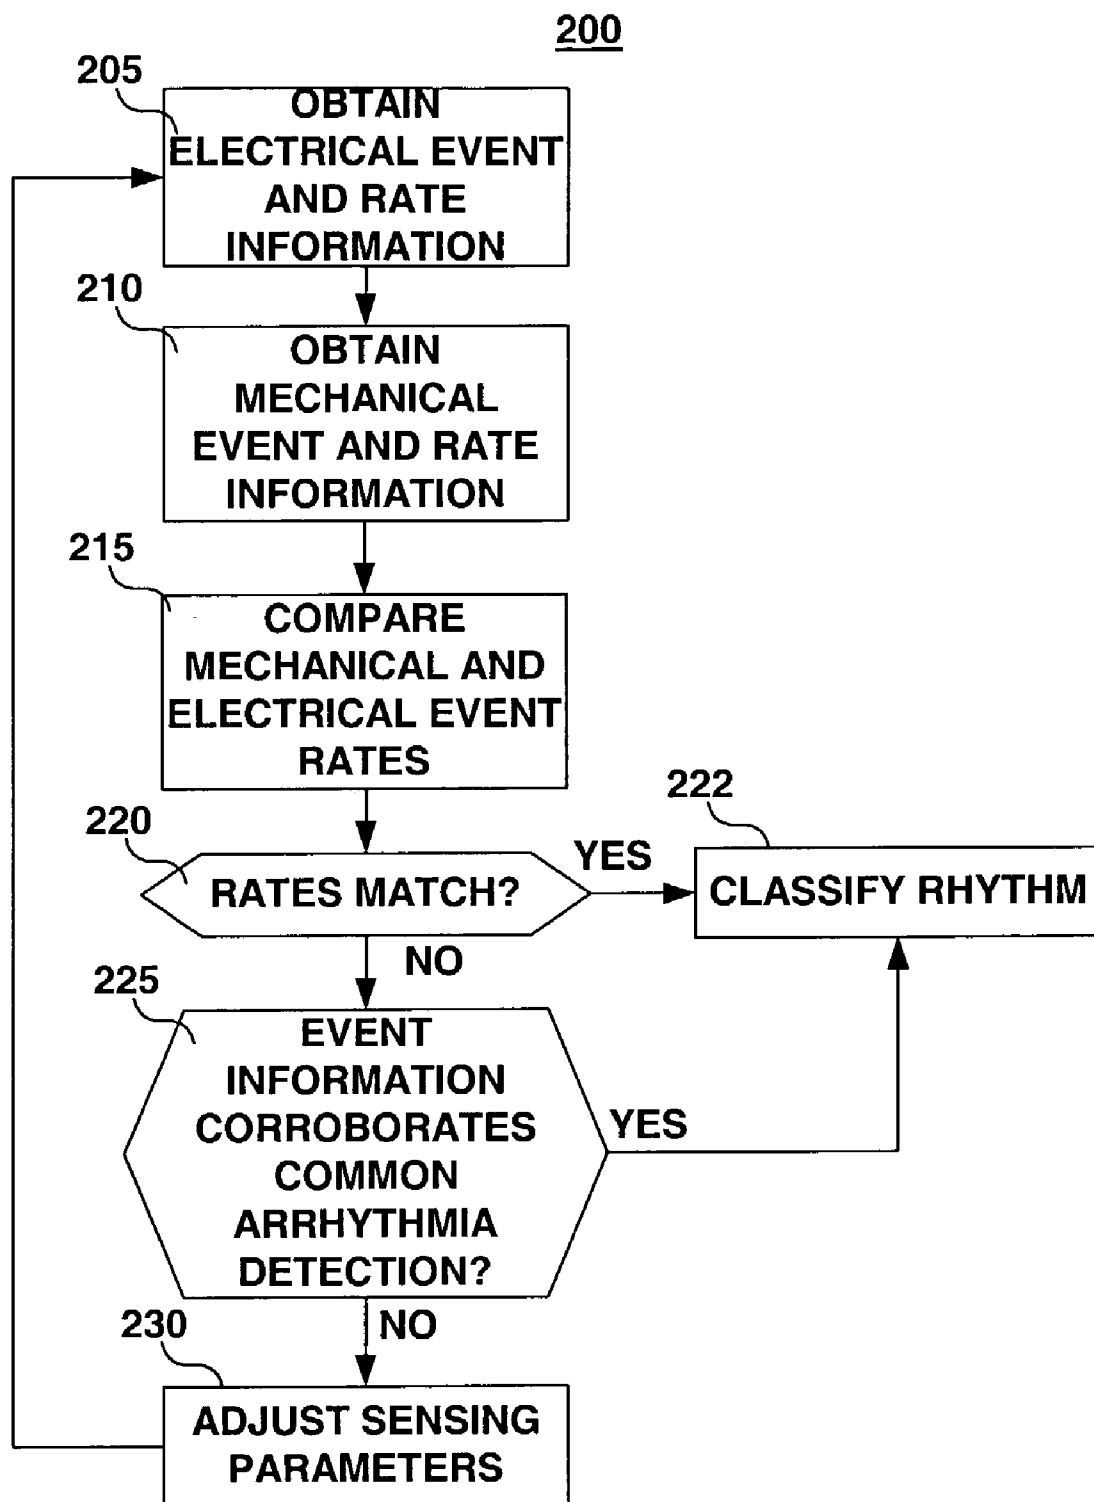 200
205
OBTAIN
ELECTRICAL EVENT
AND RATE
INFORMATION
210
OBTAIN
MECHANICAL
EVENT AND RATE
INFORMATION
215
COMPARE
MECHANICAL AND
ELECTRICAL EVENT
RATES
220
RATES MATCH?
YES
222
CLASSIFY RHYTHM
NO
225
EVENT
INFORMATION
CORROBORATES
COMMON
ARRHYTHMIA
DETECTION?
YES
NO
230
ADJUST SENSING
PARAMETERS